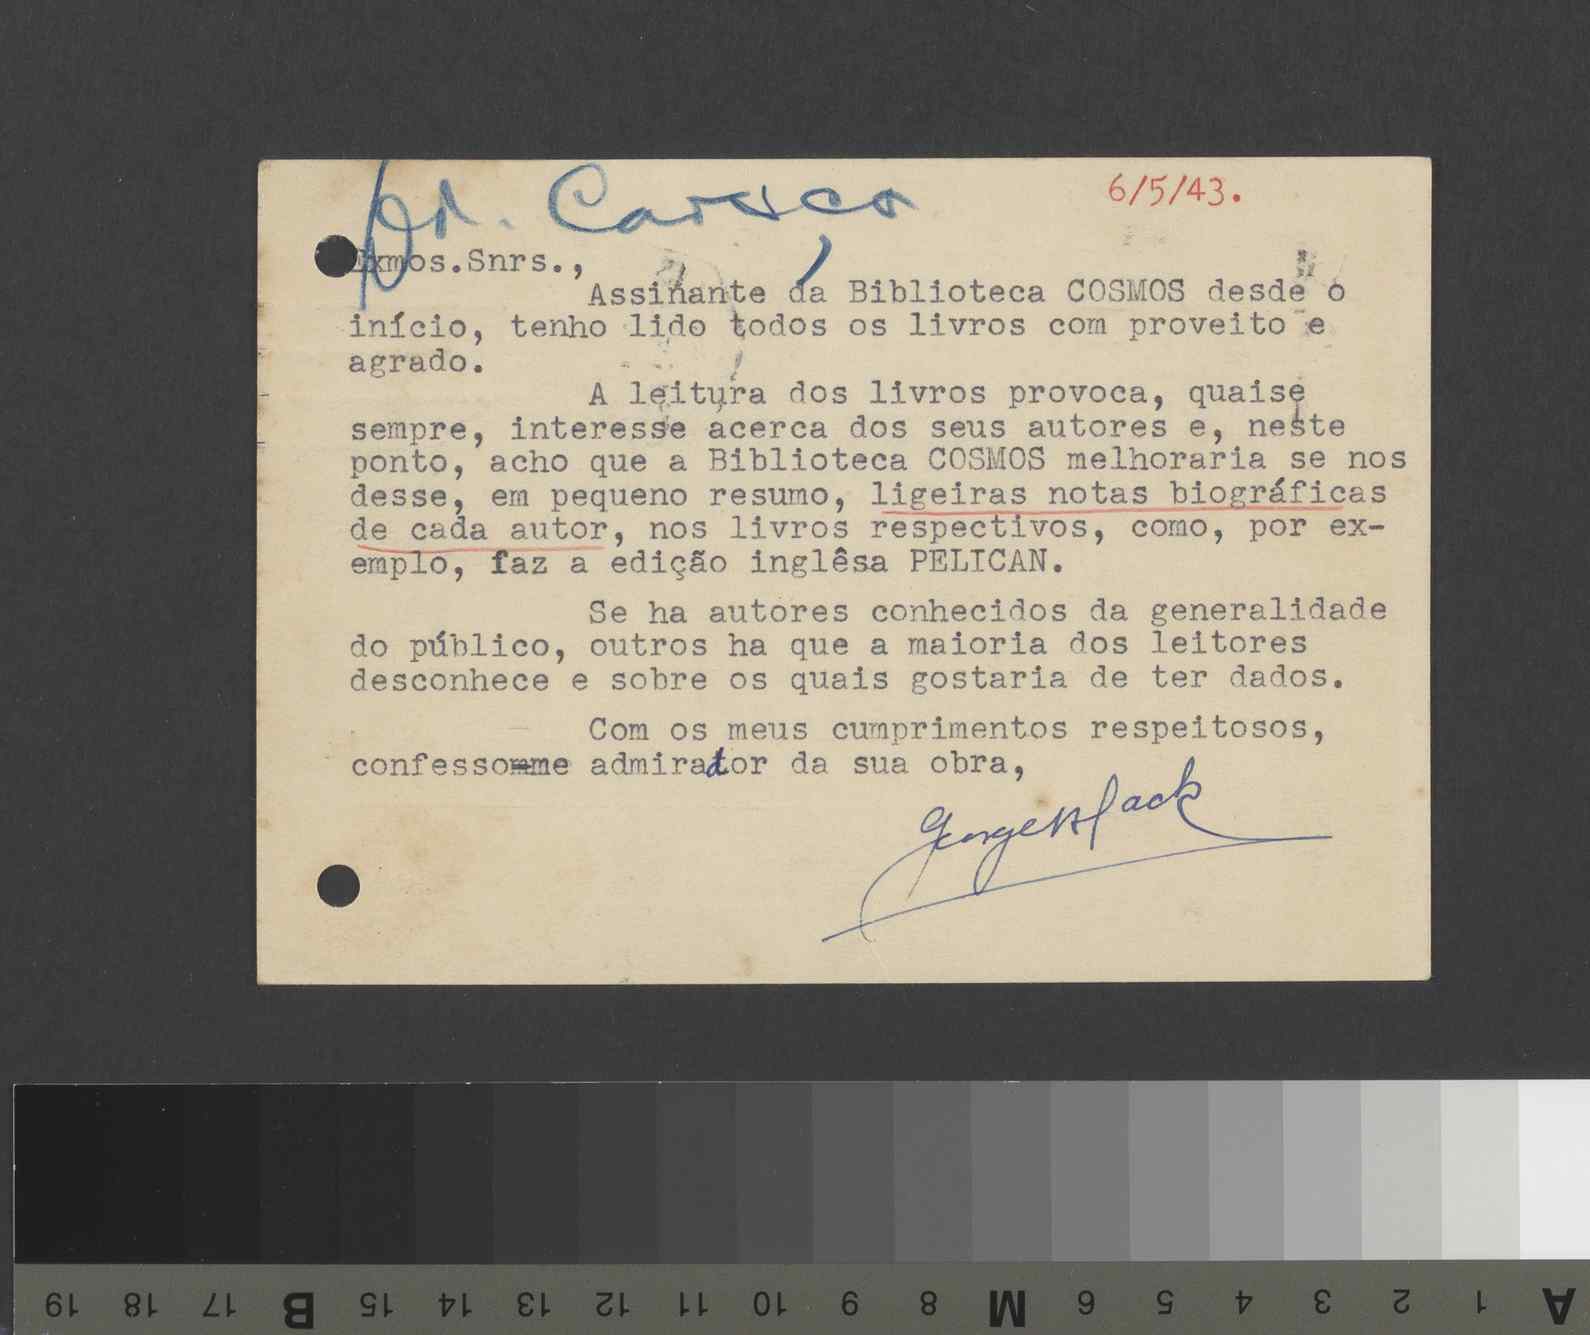 Dr. Caraça
6/5/43.
Exmos.Snrs.,
Assinante da Biblioteca COSMOS desde o
início, tenho lido todos os livros com proveito e
agrado.
A leitura dos livros provoca, quaise
sempre, interesse àcerca dos seus autores e, neste
ponto, acho que a Biblioteca COSMOS melhoraria se nos
desse, em pequeno resumo, ligeiras notas biográficas
de cada autor, nos livros respectivos, como, por ex-
emplo, faz a edição inglêsa PELICAN.
Se ha autores conhecidos da generalidade
do público, outros ha que a maioria dos leitores
desconhece e sobre os quais gostaria de ter dados.
Com os meus cumprimentos respeitosos,
confesso-me admirador da sua obra,
19 18 17 B 15 14 13 12 11 10 9 8 M 6 5 4 3 2 1 A